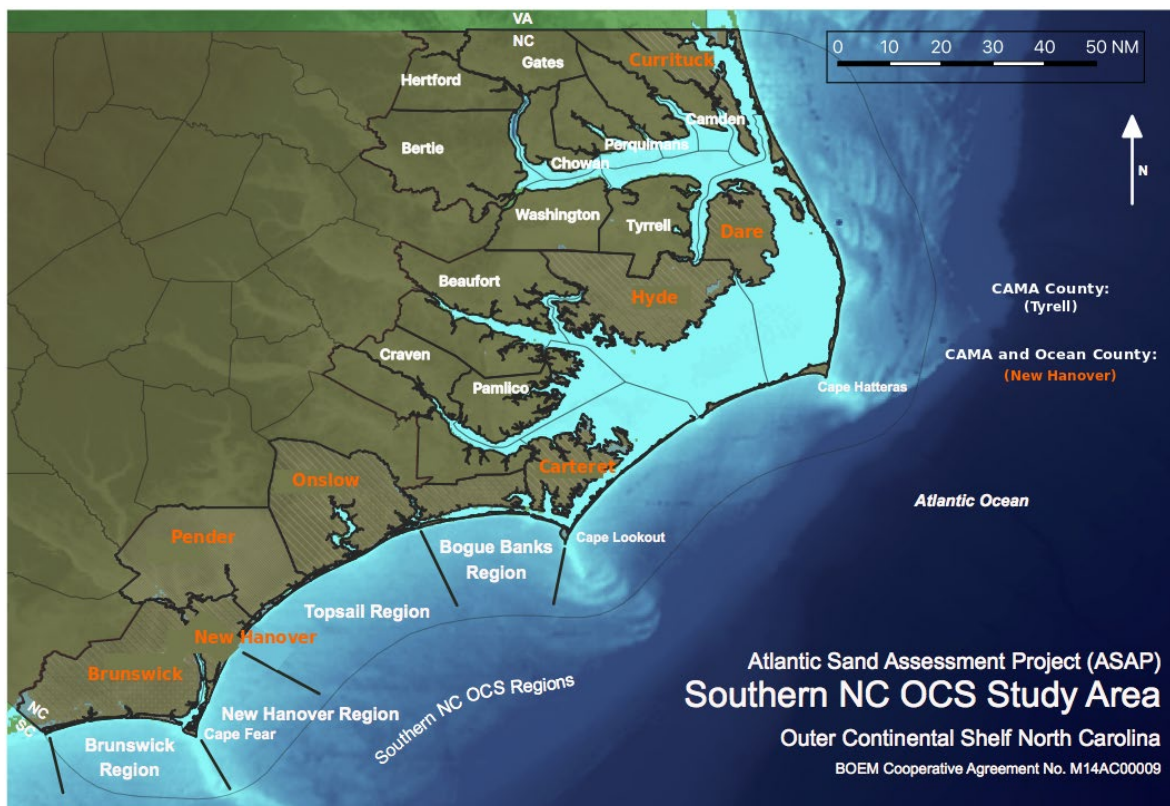 VA
NC
Gates
Currituck
Hertford
0 10 20 30 40 50 NM
Camden
Bertie
Perquimans
Chowan
N
Washington
Tyrrell
Dare
Beaufort
Hyde
CAMA County:
(Tyrell)
Craven
CAMA and Ocean County:
(New Hanover)
Pamlico
Cape Hatteras
Onslow
Carteret
Atlantic Ocean
Pender
Cape Lookout
Bogue Banks
Region
Topsail Region
New Hanover
Brunswick
Atlantic Sand Assessment Project (ASAP)
Southern NC OCS Study Area
Southern NC OCS Regions
NC
SC
New Hanover Region
Cape Fear
Outer Continental Shelf North Carolina
Brunswick
Region
BOEM Cooperative Agreement No. M14AC00009